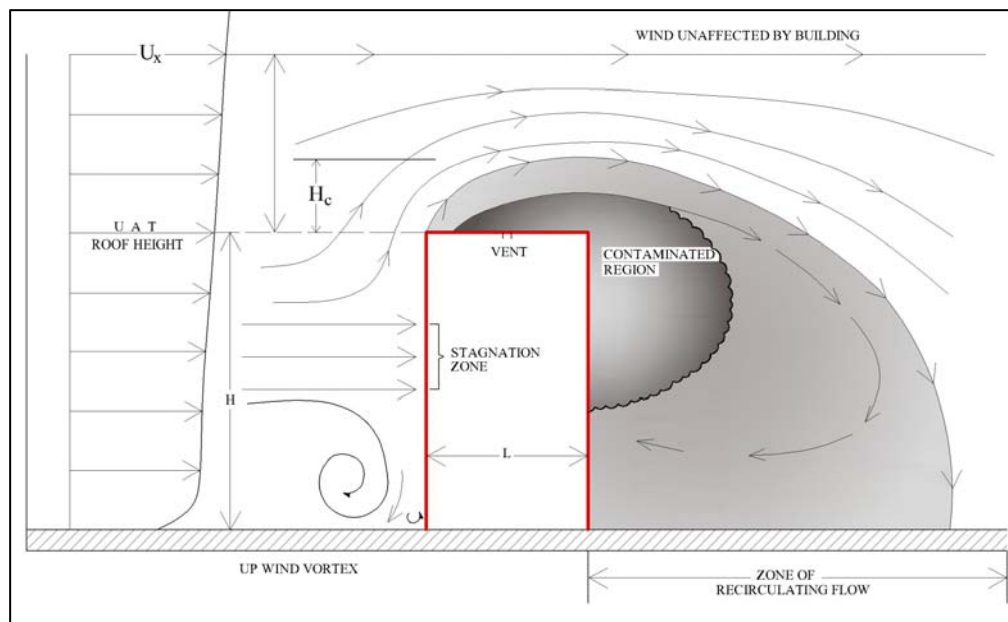 WIND UNAFFECTED BY BUILDING
Ux
Hc
U A T
ROOF HEIGHT
VENT
CONTAMINATED
REGION
STAGNATION
ZONE
H
L
UP WIND VORTEX
ZONE OF
RECIRCULATING FLOW